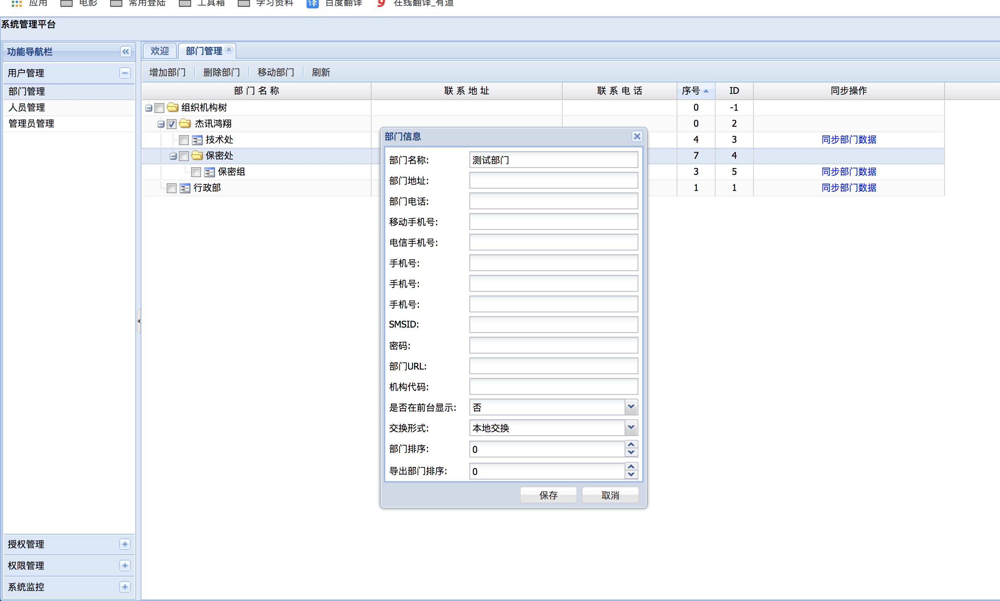 应用 电影 常用登陆 工具箱 学习资料 译 百度翻译 在线翻译_有道
系统管理平台
功能导航栏
用户管理
部门管理
人员管理
管理员管理
授权管理
权限管理
系统监控
欢迎 部门管理
增加部门 删除部门 移动部门 刷新
部 门 名 称 联 系 地 址 联 系 电 话 序号 ID 同步操作
组织机构树 0 -1
杰讯鸿翔 0 2
技术处 4 3 同步部门数据
保密处 7 4
保密组 3 5 同步部门数据
行政部 1 1 同步部门数据
部门信息
部门名称: 测试部门
部门地址:
部门电话:
移动手机号:
电信手机号:
手机号:
手机号:
手机号:
SMSID:
密码:
部门URL:
机构代码:
是否在前台显示: 否
交换形式: 本地交换
部门排序: 0
导出部门排序: 0
保存 取消